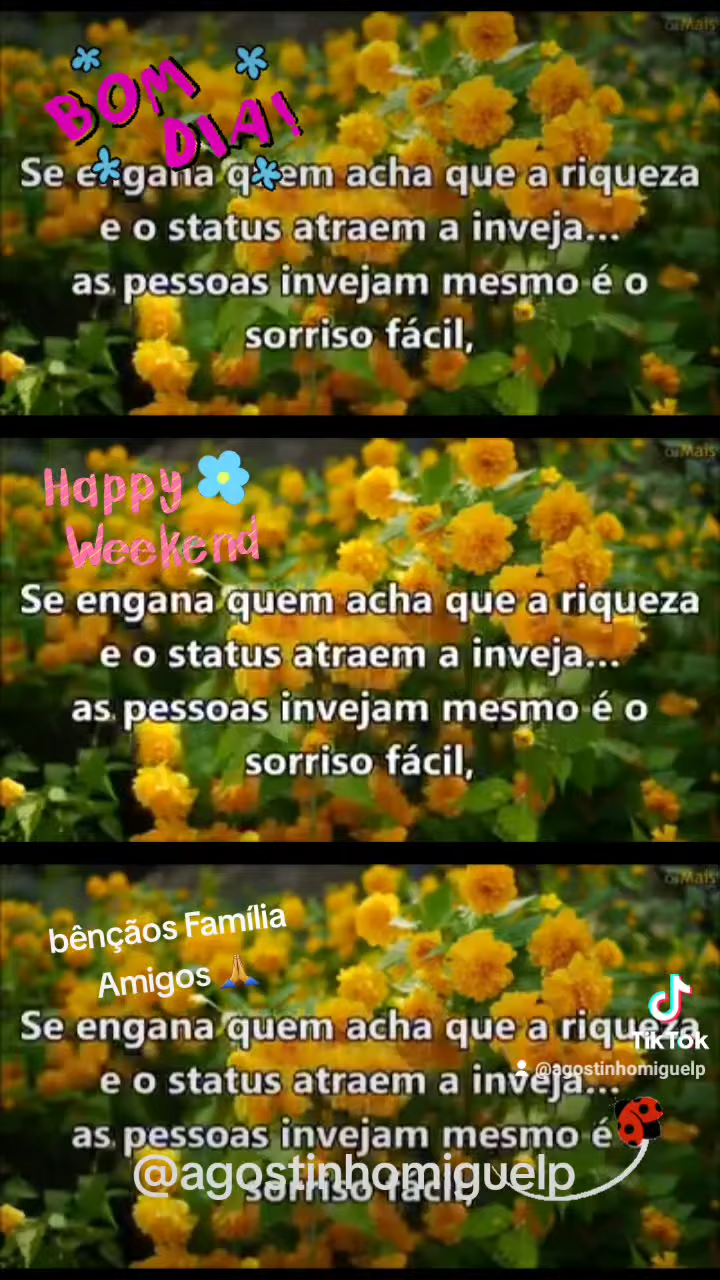 BOM
DIA!
Se engana quem acha que a riqueza
e o status atraem a inveja...
as pessoas invejam mesmo é o
sorriso fácil,
Happy
Weekend
Se engana quem acha que a riqueza
e o status atraem a inveja...
as pessoas invejam mesmo é o
sorriso fácil,
bênçãos Família
Amigos 🙏
Se engana quem acha que a riqueza
TikTok
@agostinhomiguelp
e o status atraem a inveja...
as pessoas invejam mesmo é
@agostinhomiguelp
sorriso fácil,